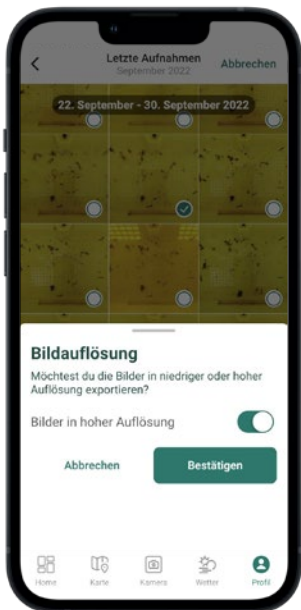 Letzte Aufnahmen
September 2022
Abbrechen
22. September - 30. September 2022
Bildauflösung
Möchtest du die Bilder in niedriger oder hoher
Auflösung exportieren?
Bilder in hoher Auflösung
Abbrechen
Bestätigen
Home
Karte
Kamera
Wetter
Profil